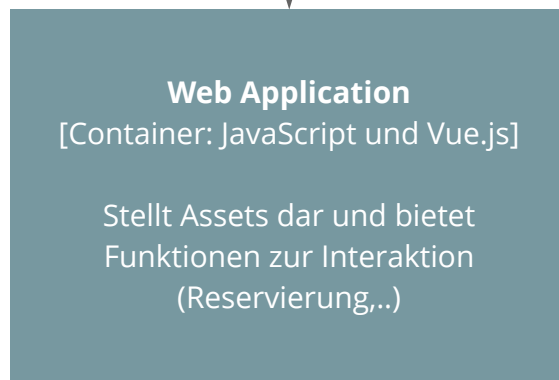 Web Application
[Container: JavaScript und Vue.js]
Stellt Assets dar und bietet
Funktionen zur Interaktion
(Reservierung,..)